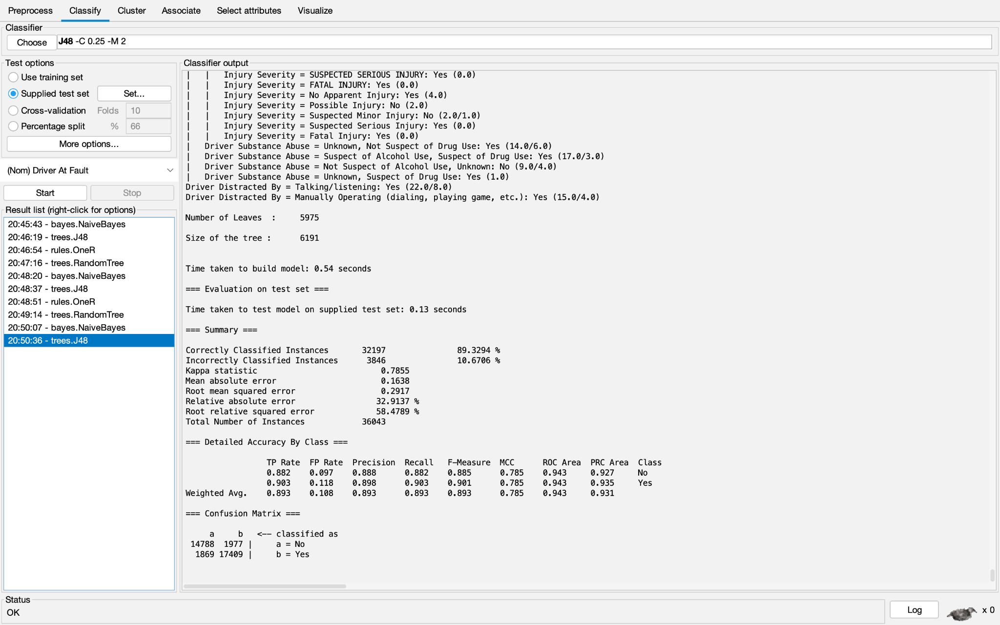 Preprocess Classify Cluster Associate Select attributes Visualize
Classifier
Choose J48 -C 0.25 -M 2
Test options
Use training set
Supplied test set Set...
Cross-validation Folds 10
Percentage split % 66
More options...
(Nom) Driver At Fault
Start Stop
Result list (right-click for options)
20:45:43 - bayes.NaiveBayes
20:46:19 - trees.J48
20:46:54 - rules.OneR
20:47:16 - trees.RandomTree
20:48:20 - bayes.NaiveBayes
20:48:37 - trees.J48
20:48:51 - rules.OneR
20:49:14 - trees.RandomTree
20:50:07 - bayes.NaiveBayes
20:50:36 - trees.J48
Classifier output
|   |   Injury Severity = SUSPECTED SERIOUS INJURY: Yes (0.0)
|   |   Injury Severity = FATAL INJURY: Yes (0.0)
|   |   Injury Severity = No Apparent Injury: Yes (4.0)
|   |   Injury Severity = Possible Injury: No (2.0)
|   |   Injury Severity = Suspected Minor Injury: No (2.0/1.0)
|   |   Injury Severity = Suspected Serious Injury: Yes (0.0)
|   |   Injury Severity = Fatal Injury: Yes (0.0)
|   Driver Substance Abuse = Unknown, Not Suspect of Drug Use: Yes (14.0/6.0)
|   Driver Substance Abuse = Suspect of Alcohol Use, Suspect of Drug Use: Yes (17.0/3.0)
|   Driver Substance Abuse = Not Suspect of Alcohol Use, Unknown: No (9.0/4.0)
|   Driver Substance Abuse = Unknown, Suspect of Drug Use: Yes (1.0)
Driver Distracted By = Talking/listening: Yes (22.0/8.0)
Driver Distracted By = Manually Operating (dialing, playing game, etc.): Yes (15.0/4.0)
Number of Leaves  :     5975
Size of the tree :      6191
Time taken to build model: 0.54 seconds
=== Evaluation on test set ===
Time taken to test model on supplied test set: 0.13 seconds
=== Summary ===
Correctly Classified Instances       32197               89.3294 %
Incorrectly Classified Instances      3846               10.6706 %
Kappa statistic                          0.7855
Mean absolute error                      0.1638
Root mean squared error                  0.2917
Relative absolute error                 32.9137 %
Root relative squared error             58.4789 %
Total Number of Instances            36043
=== Detailed Accuracy By Class ===
TP Rate  FP Rate  Precision  Recall   F-Measure  MCC      ROC Area  PRC Area  Class
0.882    0.097    0.888      0.882    0.885      0.785    0.943     0.927     No
0.903    0.118    0.898      0.903    0.901      0.785    0.943     0.935     Yes
Weighted Avg.    0.893    0.108    0.893      0.893    0.893      0.785    0.943     0.931
=== Confusion Matrix ===
a     b   <-- classified as
14788  1977 |     a = No
1869 17409 |     b = Yes
Status
OK
Log x 0